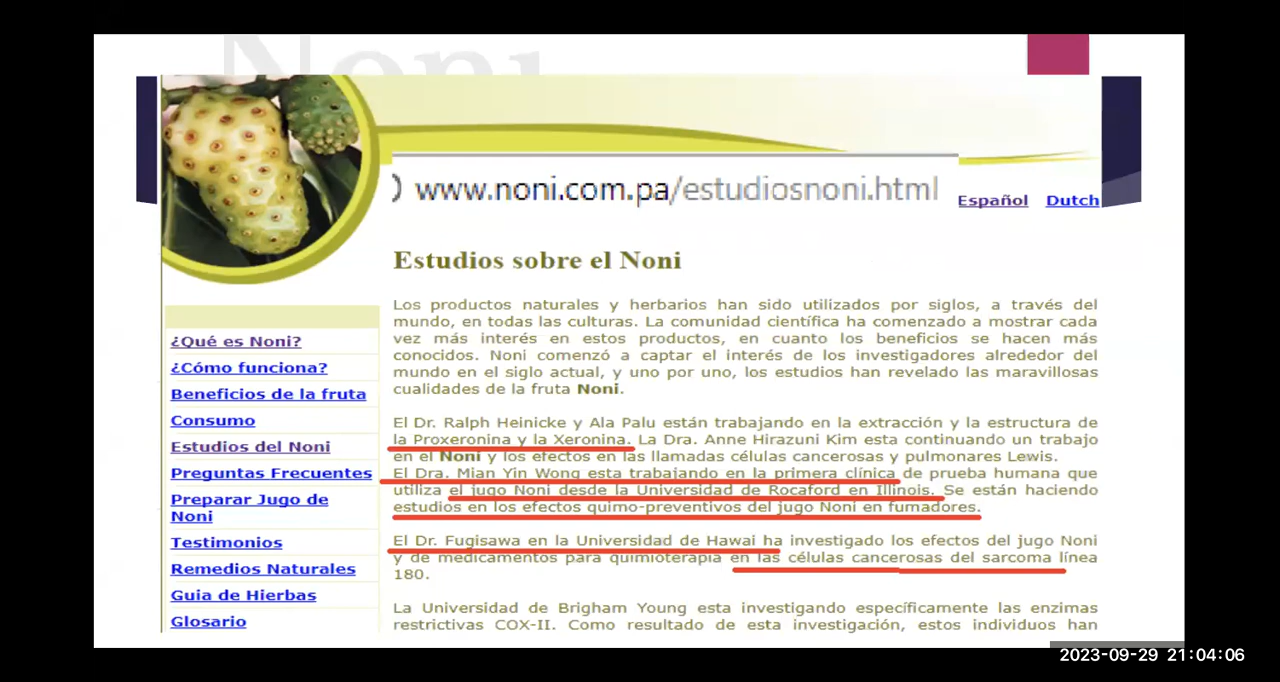 Noni
www.noni.com.pa/estudiosnoni.html
Español Dutch
Estudios sobre el Noni
Los productos naturales y herbarios han sido utilizados por siglos, a través del
mundo, en todas las culturas. La comunidad científica ha comenzado a mostrar cada
vez más interés en estos productos, en cuanto los beneficios se hacen más
conocidos. Noni comenzó a captar el interés de los investigadores alrededor del
mundo en el siglo actual, y uno por uno, los estudios han revelado las maravillosas
cualidades de la fruta Noni.
El Dr. Ralph Heinicke y Ala Palu están trabajando en la extracción y la estructura de
la Proxeronina y la Xeronina. La Dra. Anne Hirazuni Kim esta continuando un trabajo
en el Noni y los efectos en las llamadas células cancerosas y pulmonares Lewis.
El Dra. Mian Yin Wong esta trabajando en la primera clínica de prueba humana que
utiliza el jugo Noni desde la Universidad de Rocaford en Illinois. Se están haciendo
estudios en los efectos quimo-preventivos del jugo Noni en fumadores.
El Dr. Fugisawa en la Universidad de Hawai ha investigado los efectos del jugo Noni
y de medicamentos para quimioterapia en las células cancerosas del sarcoma línea
180.
La Universidad de Brigham Young esta investigando específicamente las enzimas
restrictivas COX-II. Como resultado de esta investigación, estos individuos han
¿Qué es Noni?
¿Cómo funciona?
Beneficios de la fruta
Consumo
Estudios del Noni
Preguntas Frecuentes
Preparar Jugo de
Noni
Testimonios
Remedios Naturales
Guia de Hierbas
Glosario
2023-09-29 21:04:06